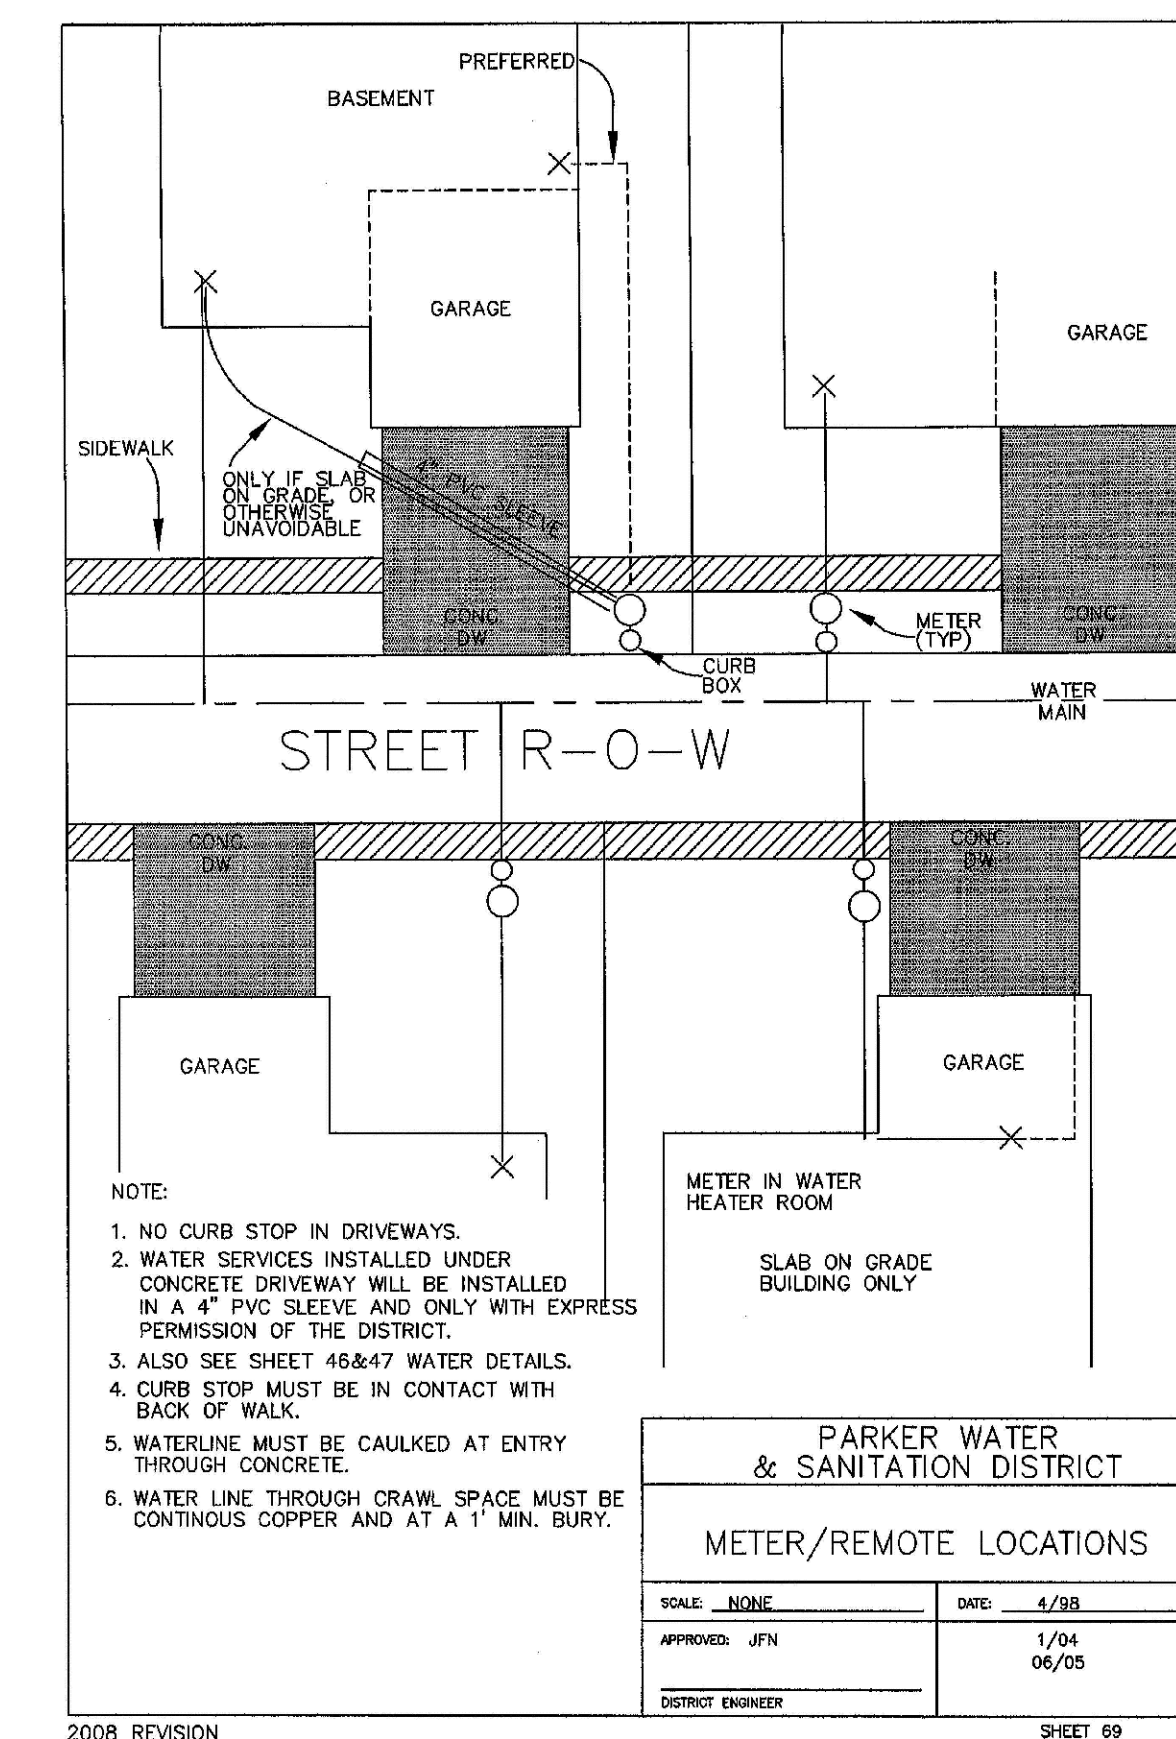 PREFERRED
BASEMENT
GARAGE
GARAGE
SIDEWALK
ONLY IF SLAB
ON GRADE, OR
OTHERWISE
UNAVOIDABLE
4" PVC SLEEVE
CONC.
DW
METER
(TYP)
CONC.
DW
CURB
BOX
WATER
MAIN
STREET R-O-W
CONC.
DW
CONC.
DW
GARAGE
GARAGE
METER IN WATER
HEATER ROOM
SLAB ON GRADE
BUILDING ONLY
NOTE:
1. NO CURB STOP IN DRIVEWAYS.
2. WATER SERVICES INSTALLED UNDER
CONCRETE DRIVEWAY WILL BE INSTALLED
IN A 4" PVC SLEEVE AND ONLY WITH EXPRESS
PERMISSION OF THE DISTRICT.
3. ALSO SEE SHEET 46&47 WATER DETAILS.
4. CURB STOP MUST BE IN CONTACT WITH
BACK OF WALK.
5. WATERLINE MUST BE CAULKED AT ENTRY
THROUGH CONCRETE.
6. WATER LINE THROUGH CRAWL SPACE MUST BE
CONTINOUS COPPER AND AT A 1' MIN. BURY.
PARKER WATER
& SANITATION DISTRICT
METER/REMOTE LOCATIONS
SCALE: NONE
DATE: 4/98
APPROVED: JFN
1/04
06/05
DISTRICT ENGINEER
2008 REVISION
SHEET 69